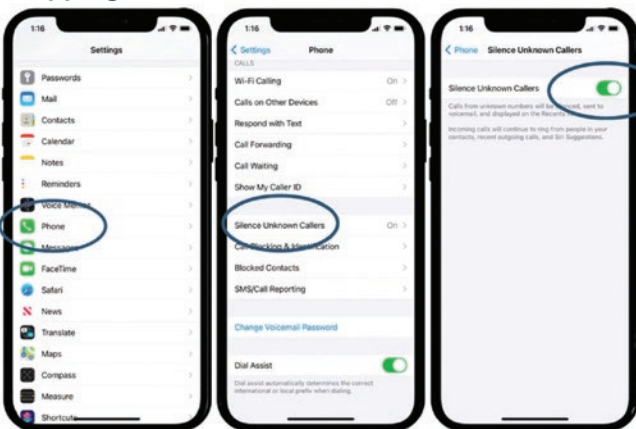 1:16
Settings
Passwords
Mail
Contacts
Calendar
Notes
Reminders
Voice Memos
Phone
Messages
FaceTime
Safari
News
Translate
Maps
Compass
Measure
Shortcuts
1:16
Settings
Phone
CALLS
Wi-Fi Calling On
Calls on Other Devices Off
Respond with Text
Call Forwarding
Call Waiting
Show My Caller ID
Silence Unknown Callers On
Call Blocking & Identification
Blocked Contacts
SMS/Call Reporting
Change Voicemail Password
Dial Assist
Dial assist automatically determines the correct
international or local prefix when dialing.
1:16
Phone
Silence Unknown Callers
Silence Unknown Callers
Calls from unknown numbers will be silenced, sent to
voicemail, and displayed on the Recents
Incoming calls will continue to ring from people in your
contacts, recent outgoing calls, and Siri Suggestions.